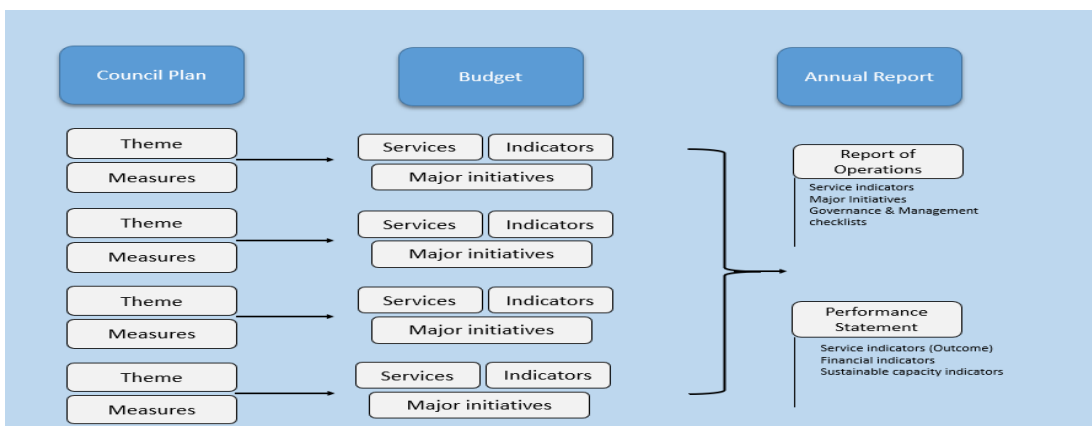 Council Plan
Budget
Annual Report
Theme
Measures
Services
Indicators
Major initiatives
Theme
Measures
Services
Indicators
Major initiatives
Theme
Measures
Services
Indicators
Major initiatives
Theme
Measures
Services
Indicators
Major initiatives
Report of
Operations
Service indicators
Major Initiatives
Governance & Management
checklists
Performance
Statement
Service indicators (Outcome)
Financial indicators
Sustainable capacity indicators